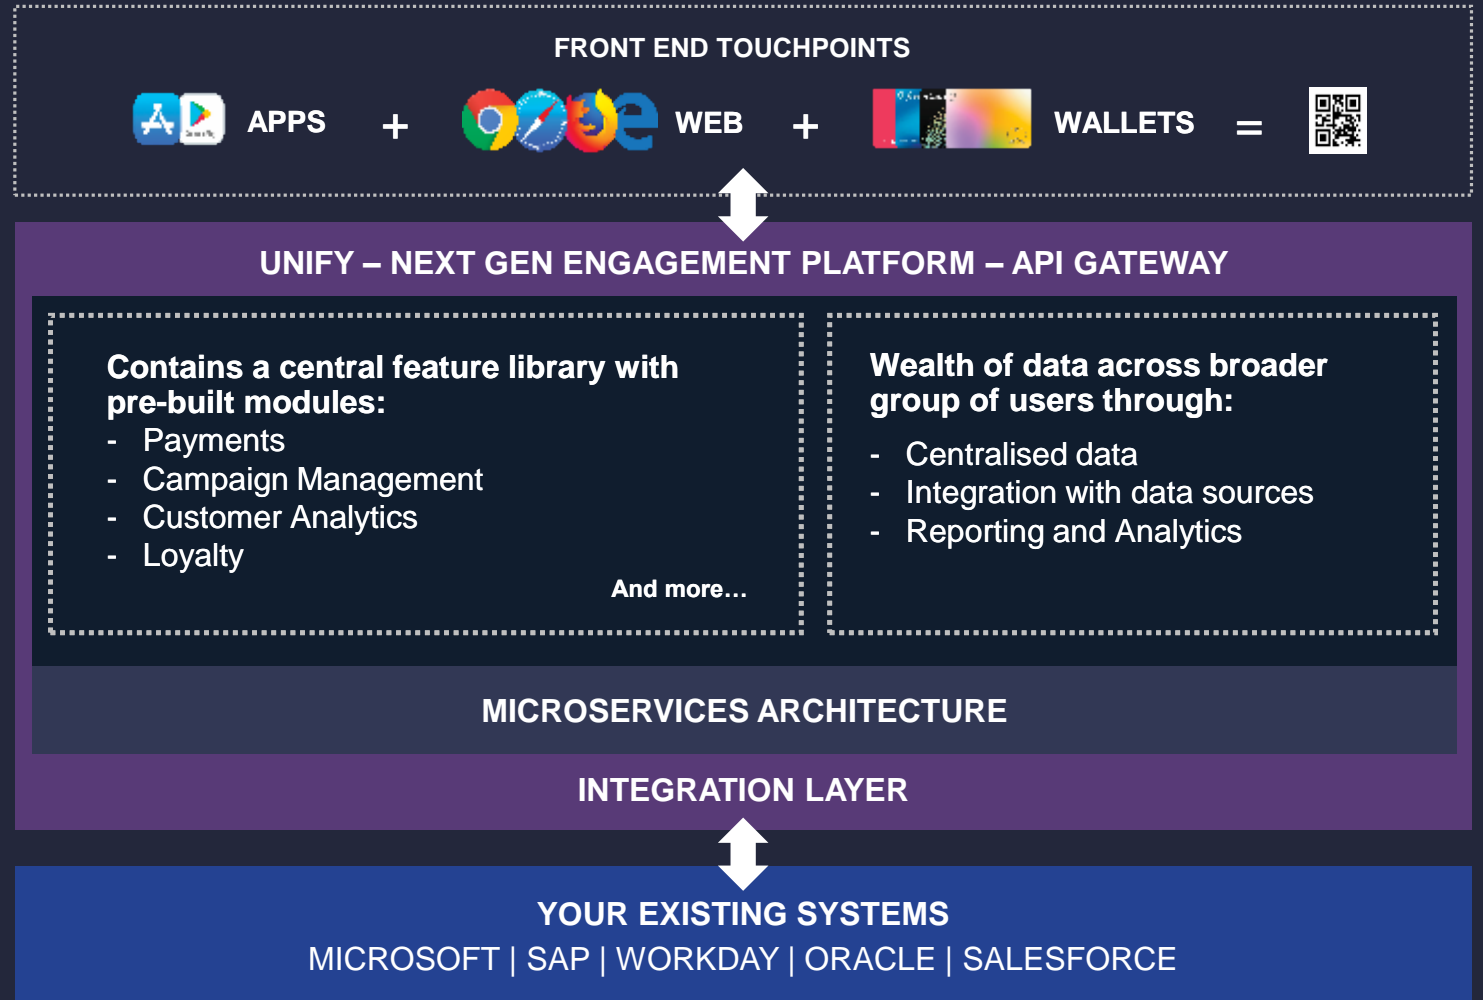 FRONT END TOUCHPOINTS
APPS + WEB + WALLETS =
UNIFY – NEXT GEN ENGAGEMENT PLATFORM – API GATEWAY
Contains a central feature library with
pre-built modules:
- Payments
- Campaign Management
- Customer Analytics
- Loyalty
And more…
Wealth of data across broader
group of users through:
- Centralised data
- Integration with data sources
- Reporting and Analytics
MICROSERVICES ARCHITECTURE
INTEGRATION LAYER
YOUR EXISTING SYSTEMS
MICROSOFT | SAP | WORKDAY | ORACLE | SALESFORCE